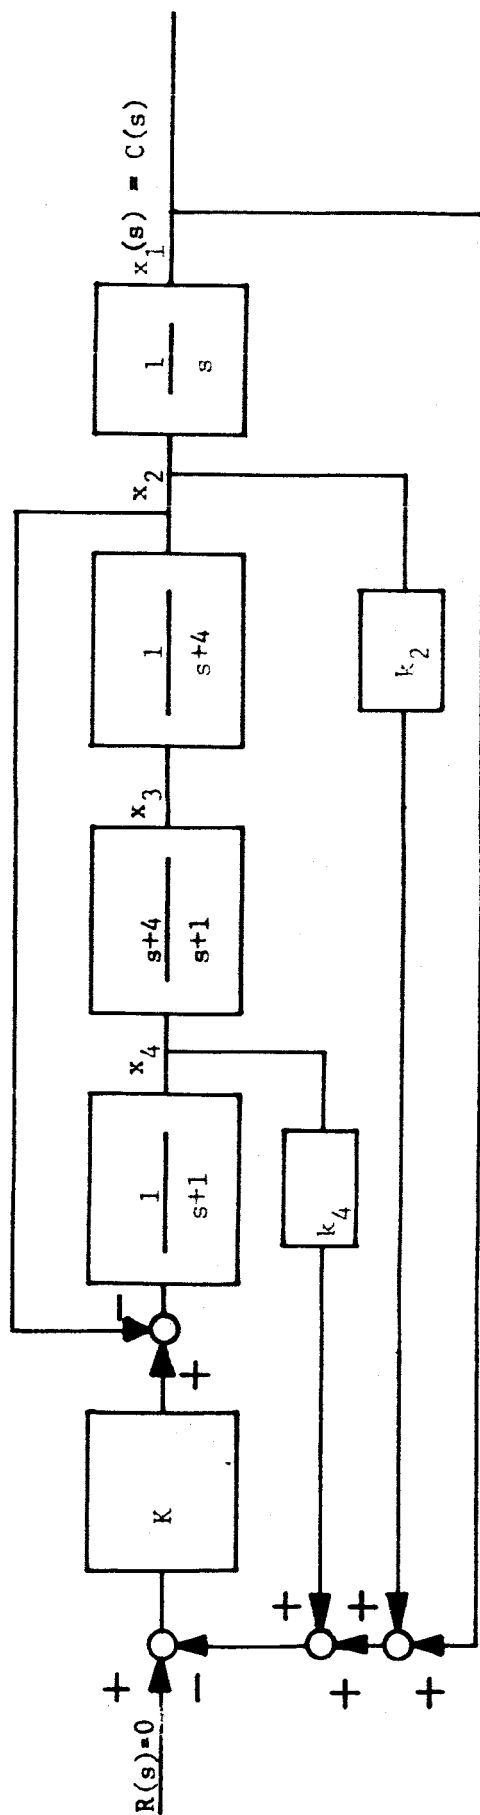 R(s)=0
+
-
K
+
-
1
s+1
x4
s+4
s+1
x3
1
s+4
x2
1
s
x1(s) = C(s)
k4
k2
+
+
+
+